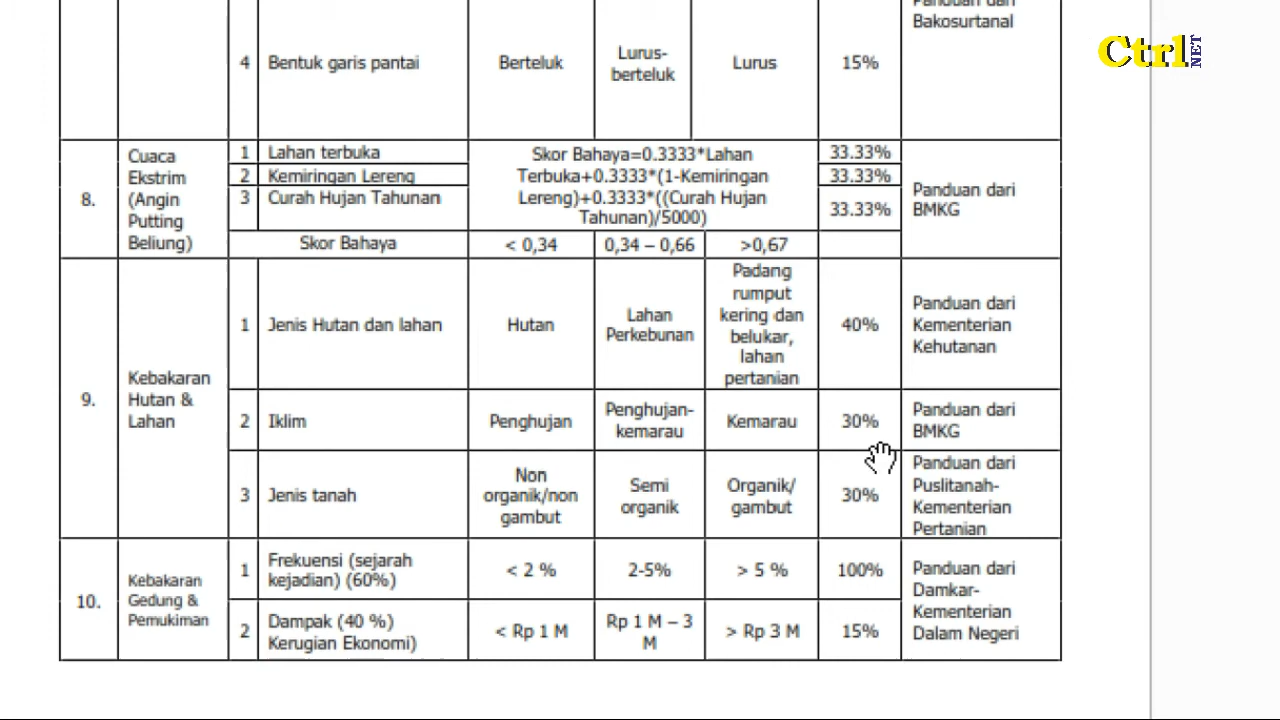 Panduan dari
Bakosurtanal
4 Bentuk garis pantai Berteluk Lurus-berteluk Lurus 15%
Ctrl NET
8.
Cuaca
Ekstrim
(Angin
Putting
Beliung)
1 Lahan terbuka
2 Kemiringan Lereng
3 Curah Hujan Tahunan
Skor Bahaya=0.3333*Lahan
Terbuka+0.3333*(1-Kemiringan
Lereng)+0.3333*((Curah Hujan
Tahunan)/5000)
33.33%
33.33%
33.33%
Panduan dari
BMKG
Skor Bahaya < 0,34 0,34 – 0,66 >0,67
9.
Kebakaran
Hutan &
Lahan
1 Jenis Hutan dan lahan
Hutan
Lahan
Perkebunan
Padang
rumput
kering dan
belukar,
lahan
pertanian
40%
Panduan dari
Kementerian
Kehutanan
2 Iklim
Penghujan
Penghujan-
kemarau
Kemarau
30%
Panduan dari
BMKG
3 Jenis tanah
Non
organik/non
gambut
Semi
organik
Organik/
gambut
30%
Panduan dari
Puslitanah-
Kementerian
Pertanian
10.
Kebakaran
Gedung &
Pemukiman
1 Frekuensi (sejarah
kejadian) (60%)
< 2 %
2-5%
> 5 %
100%
Panduan dari
Damkar-
Kementerian
Dalam Negeri
2 Dampak (40 %)
Kerugian Ekonomi)
< Rp 1 M
Rp 1 M – 3
M
> Rp 3 M
15%